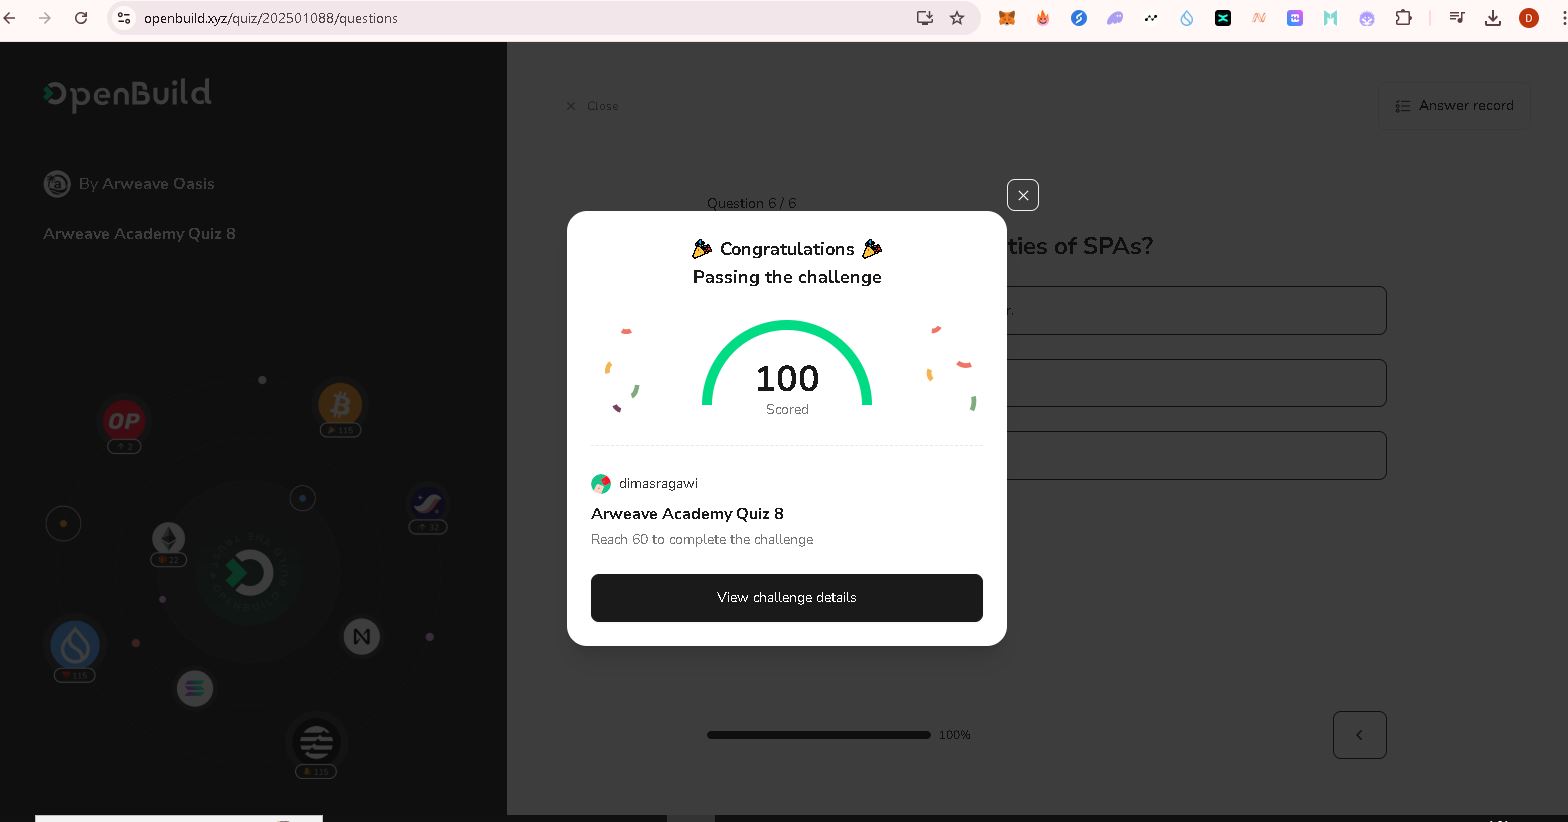 openbuild.xyz/quiz/202501088/questions
D
OpenBuild
Close
Answer record
By Arweave Oasis
Arweave Academy Quiz 8
Question 6 / 6
ties of SPAs?
r.
Congratulations
Passing the challenge
100
Scored
dimasragawi
Arweave Academy Quiz 8
Reach 60 to complete the challenge
View challenge details
OP
115
32
22
115
115
100%